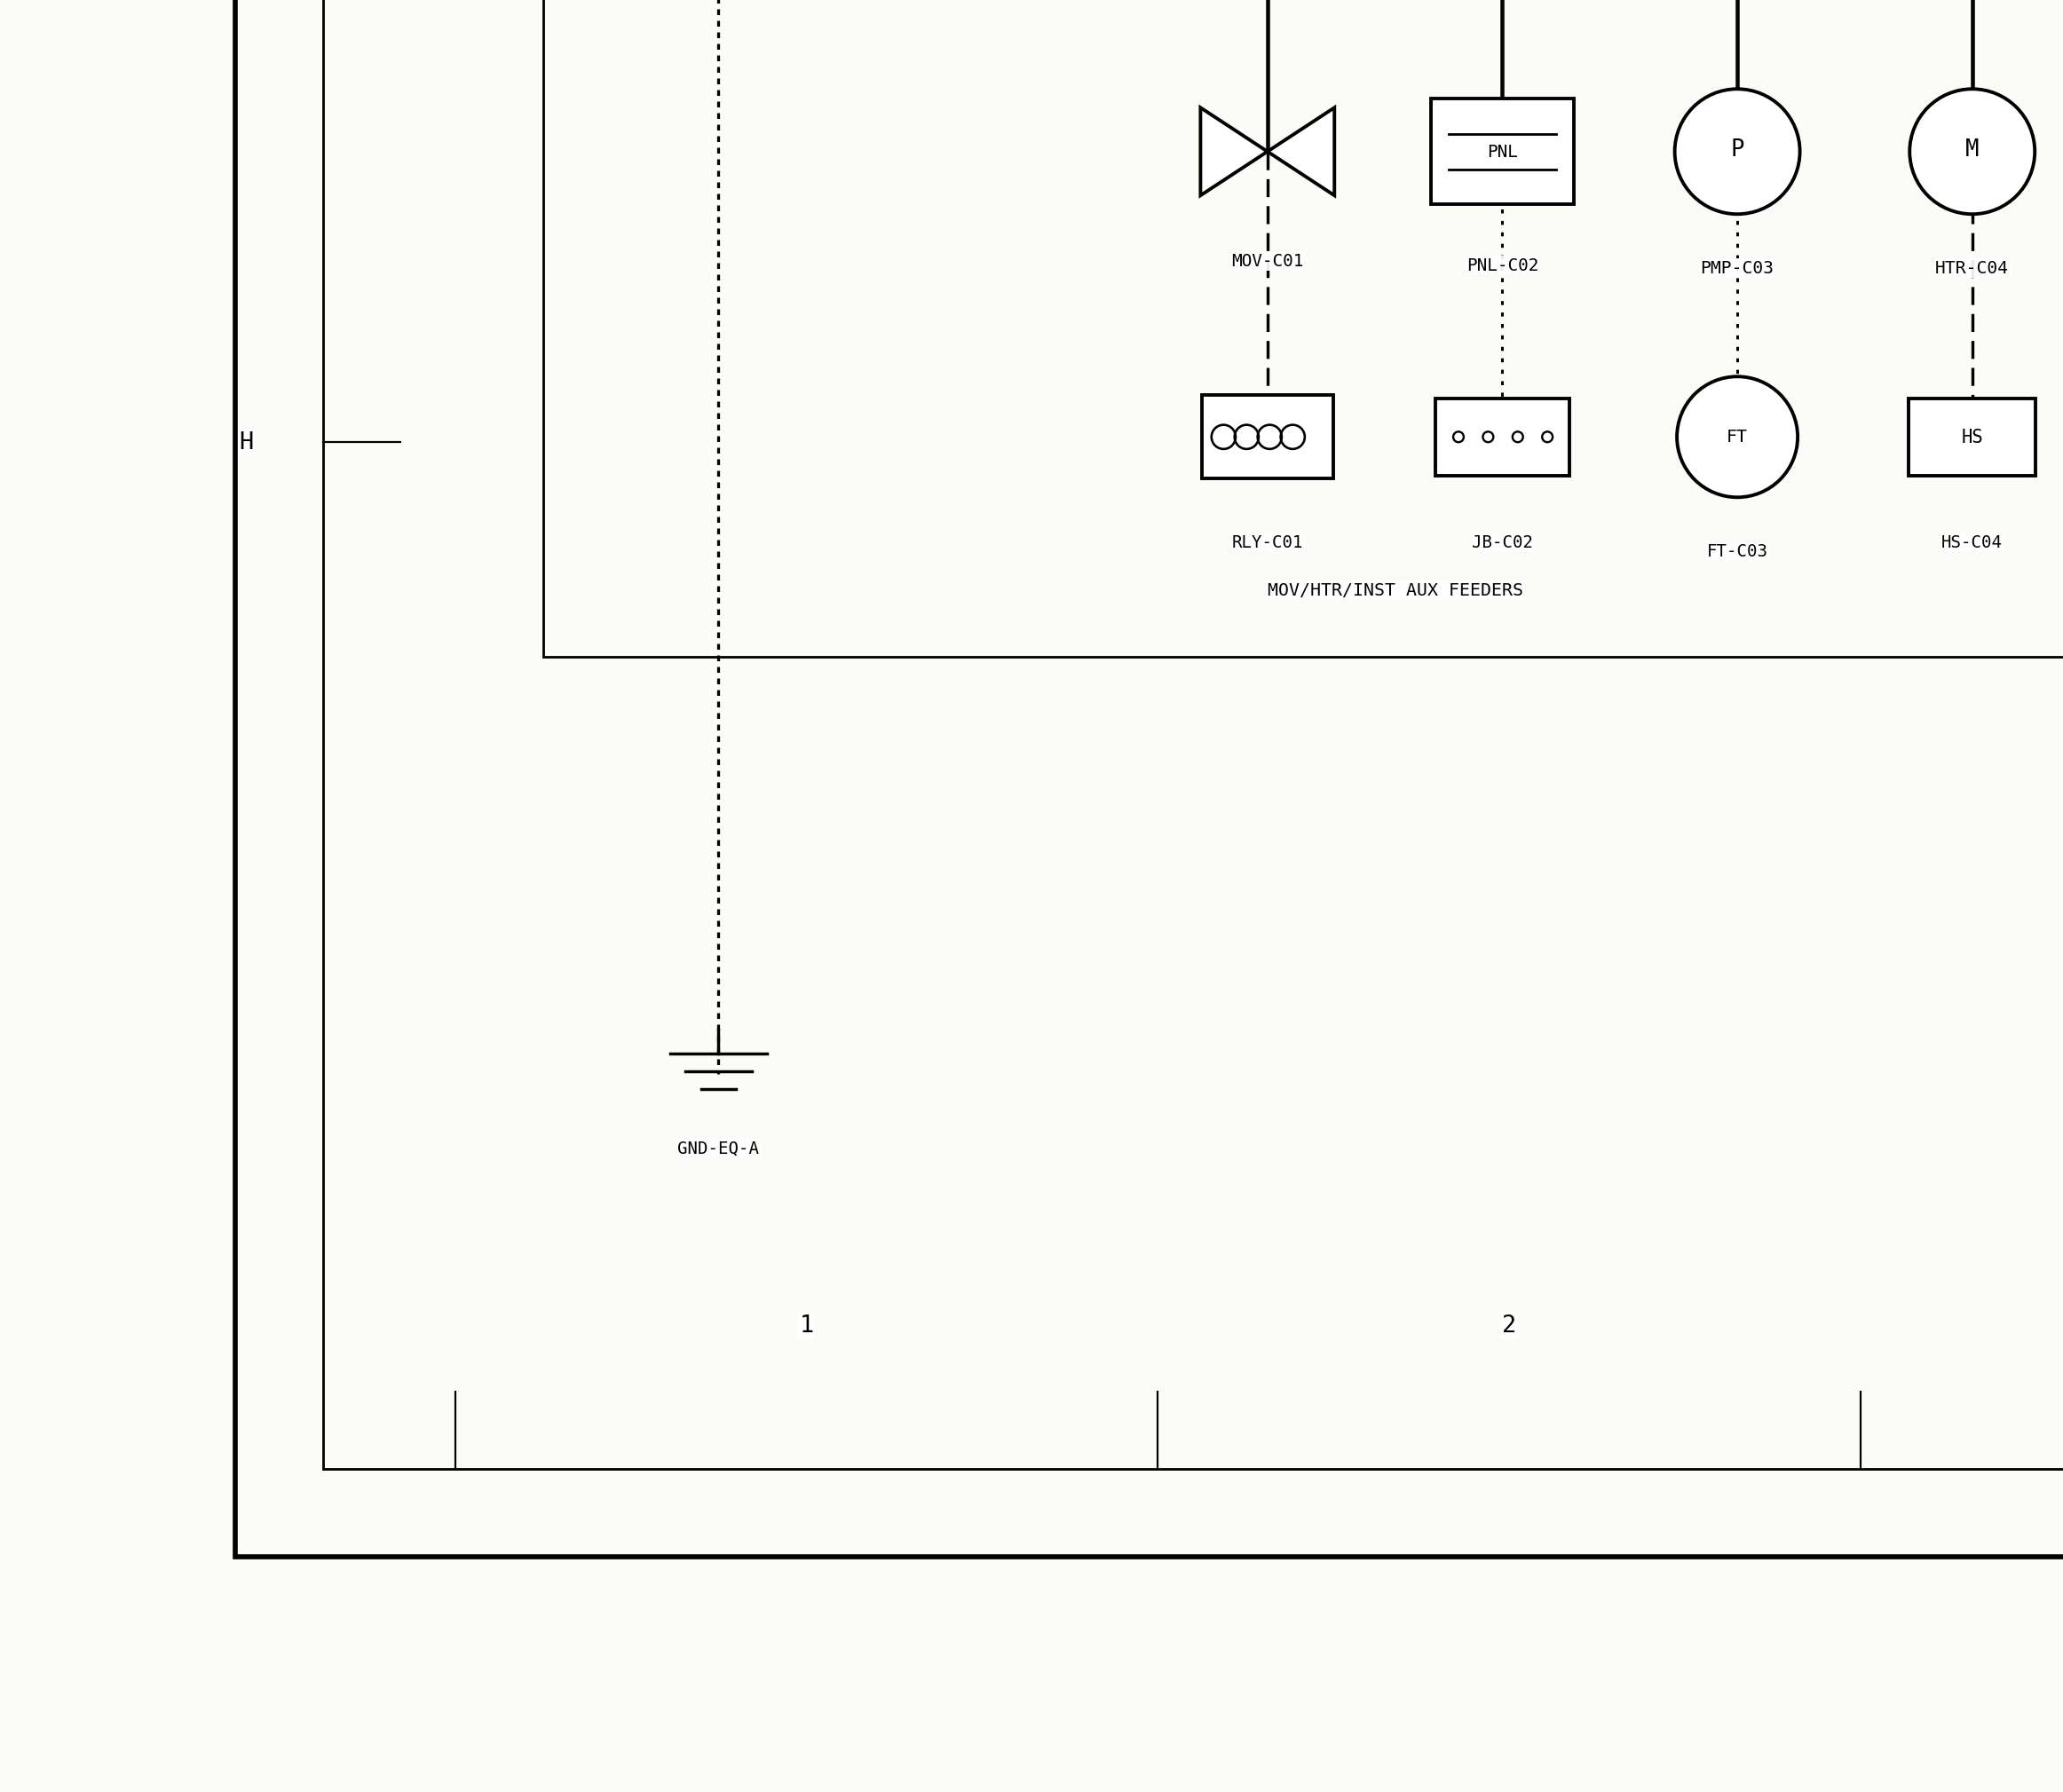 PNL
P
M
MOV-C01
PNL-C02
PMP-C03
HTR-C04
H
FT
HS
RLY-C01
JB-C02
FT-C03
HS-C04
MOV/HTR/INST AUX FEEDERS
GND-EQ-A
1
2